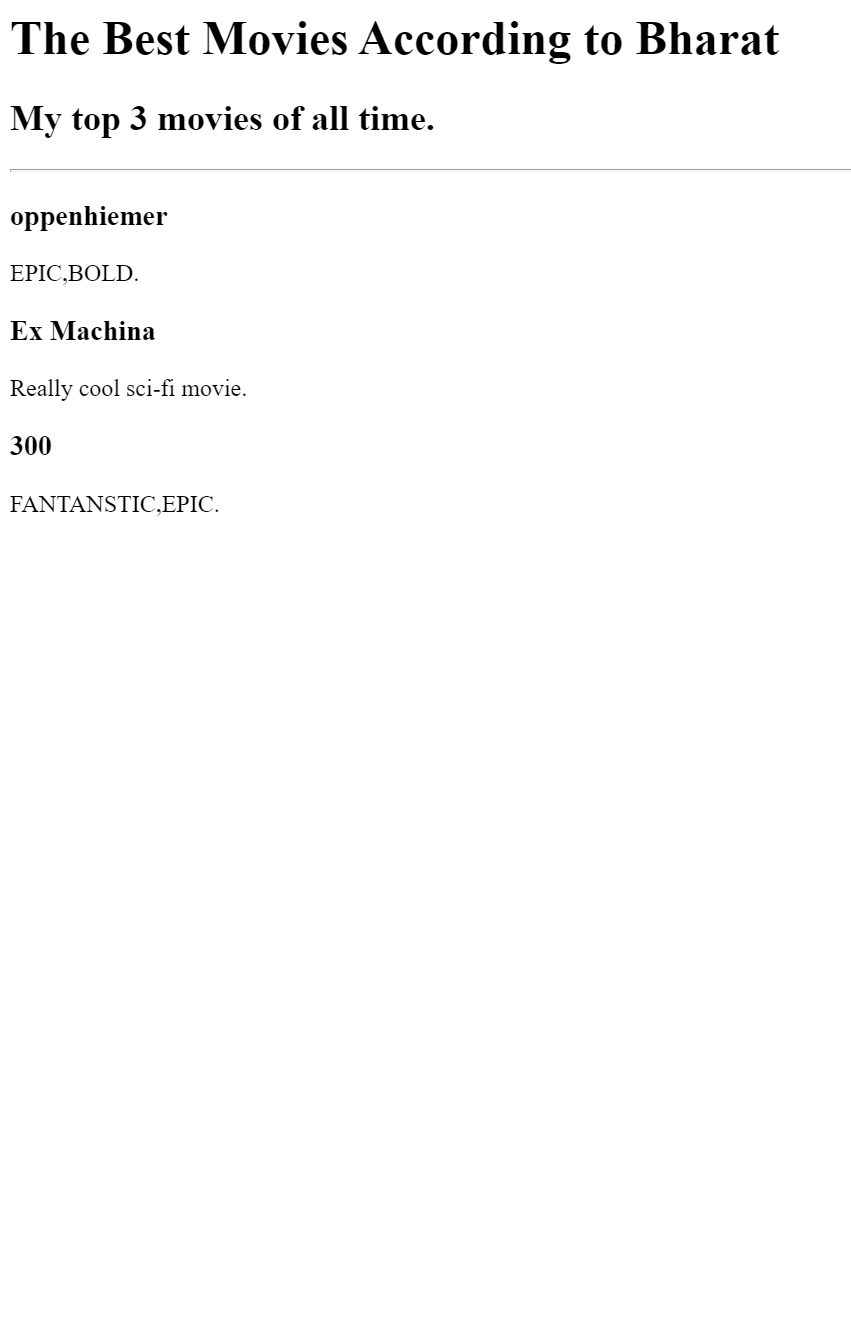 The Best Movies According to Bharat
My top 3 movies of all time.
oppenhiemer
EPIC,BOLD.
Ex Machina
Really cool sci-fi movie.
300
FANTANSTIC,EPIC.